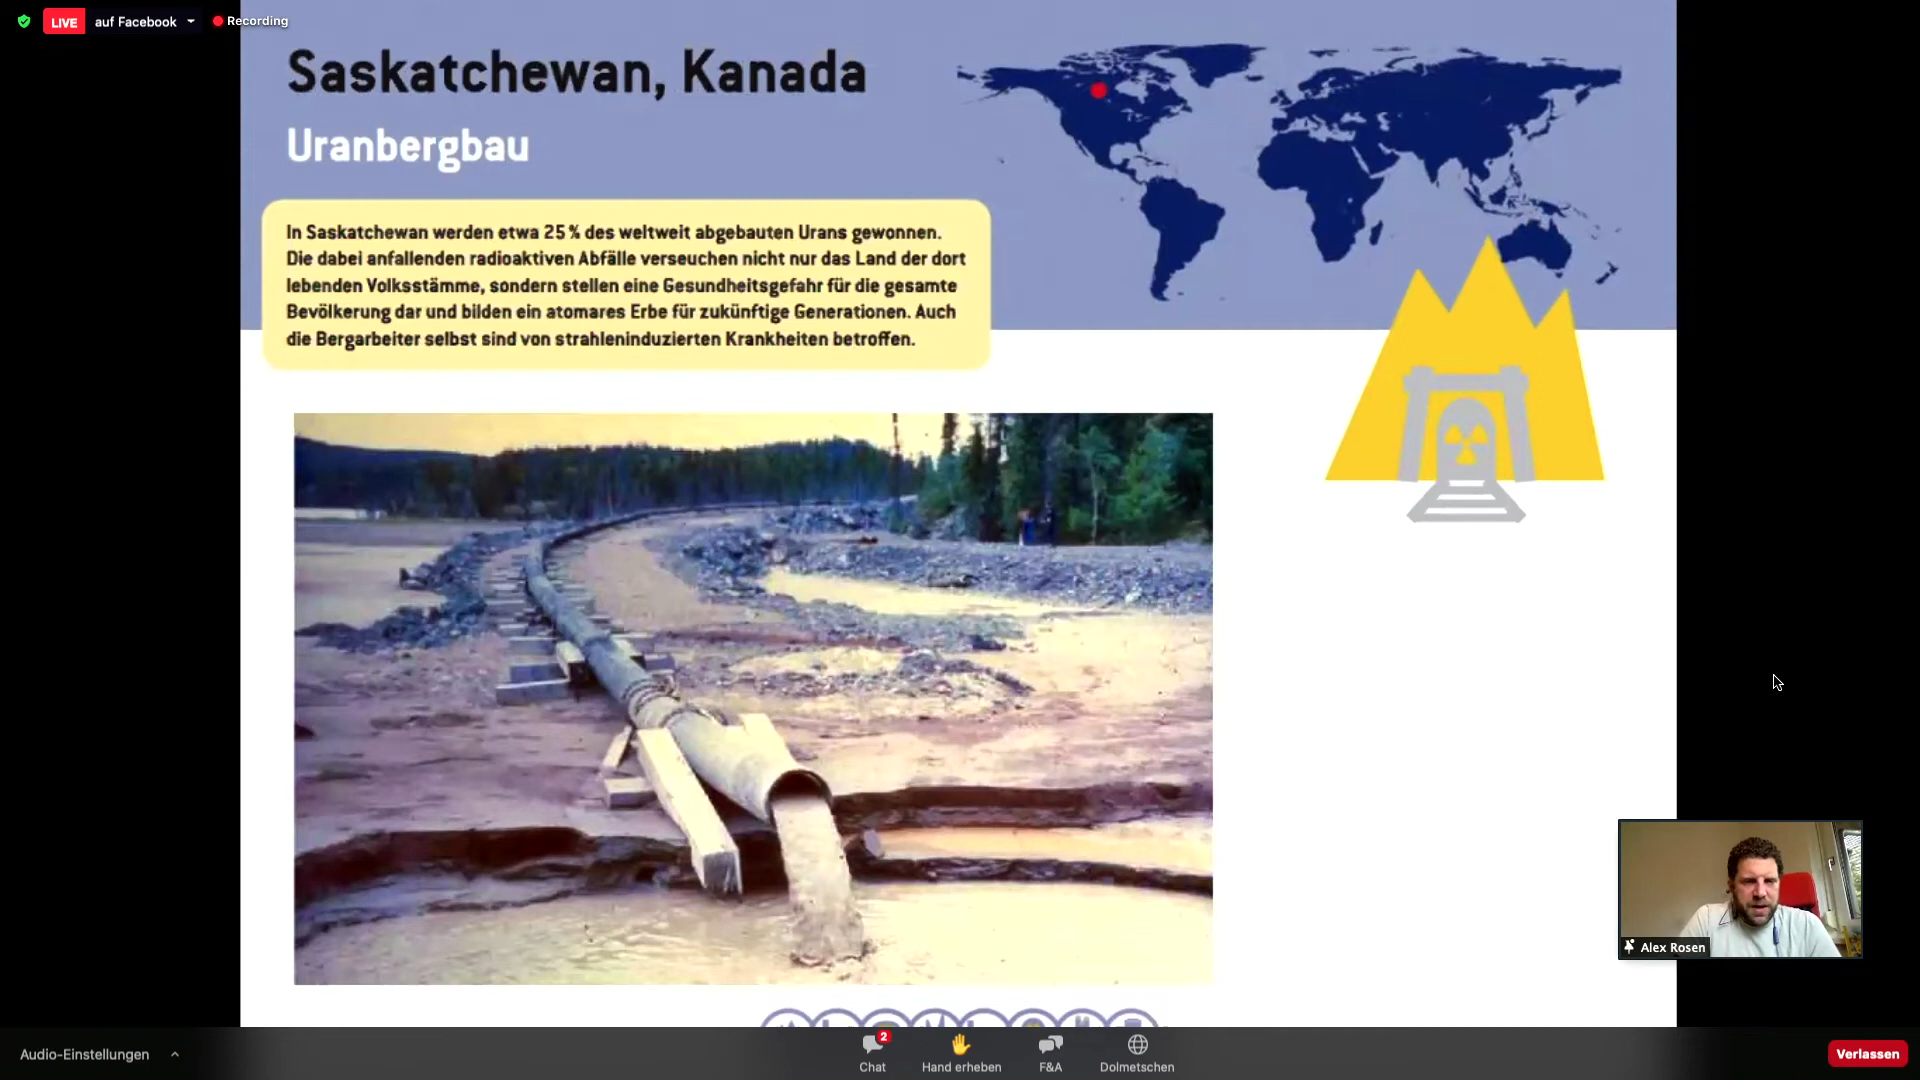 LIVE auf Facebook Recording
Saskatchewan, Kanada
Uranbergbau
In Saskatchewan werden etwa 25 % des weltweit abgebauten Urans gewonnen.
Die dabei anfallenden radioaktiven Abfälle verseuchen nicht nur das Land der dort
lebenden Volksstämme, sondern stellen eine Gesundheitsgefahr für die gesamte
Bevölkerung dar und bilden ein atomares Erbe für zukünftige Generationen. Auch
die Bergarbeiter selbst sind von strahleninduzierten Krankheiten betroffen.
Alex Rosen
Audio-Einstellungen
2
Chat
Hand erheben
F&A
Dolmetschen
Verlassen